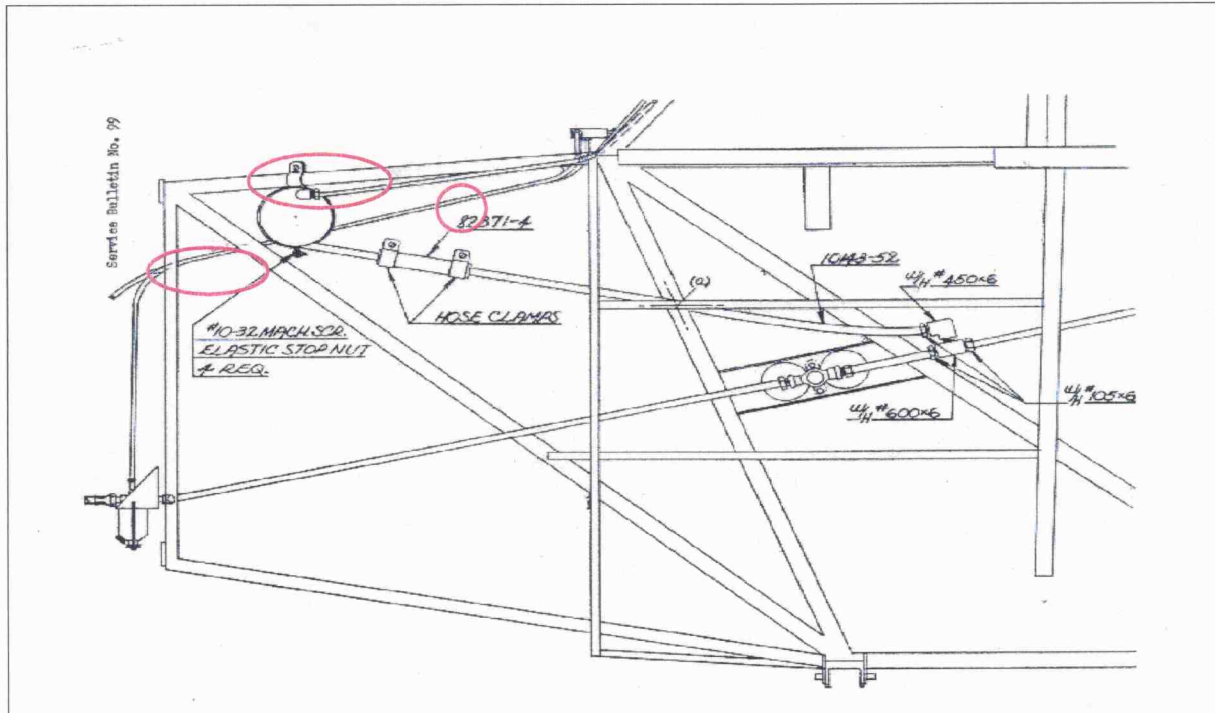 Service Bulletin No. 99
82371-4
10443-52
(a)
W/H # 450×6
HOSE CLAMPS
#10-32 MACH. SCR.
ELASTIC STOP NUT
4 REQ.
W/H # 105×6
W/H # 600×6